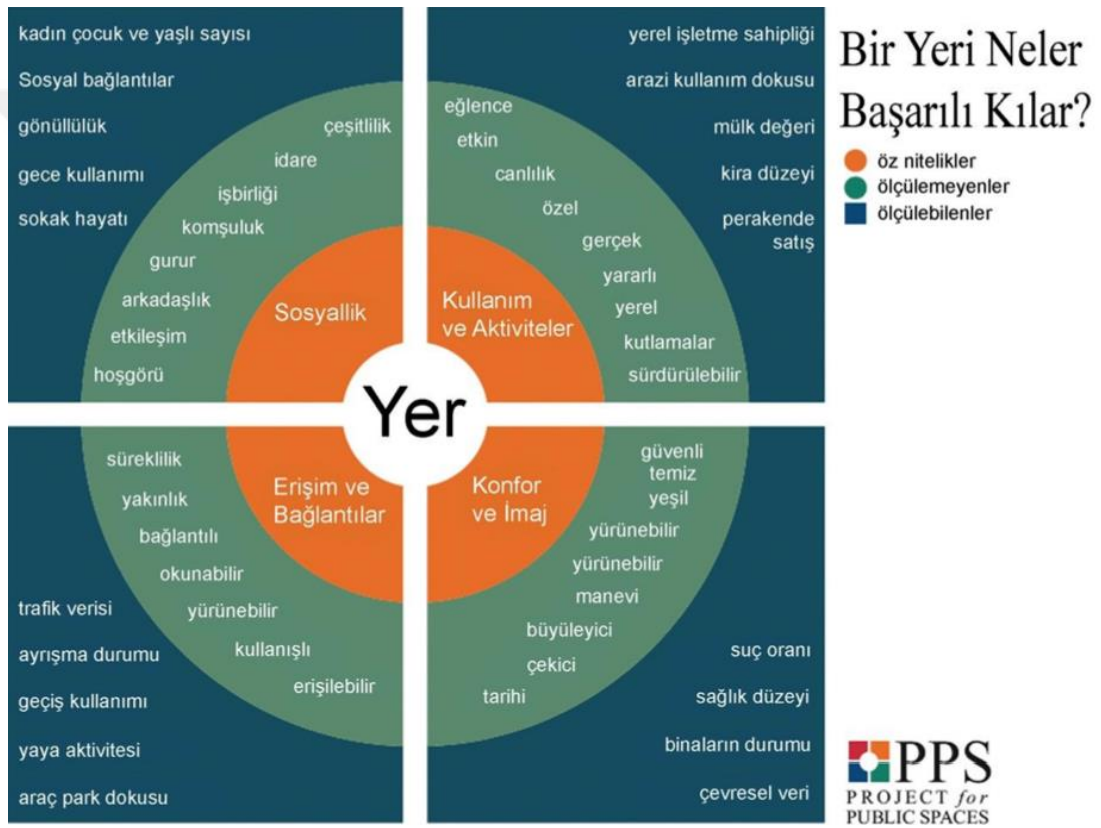 Bir Yeri Neler
Başarılı Kılar?
öz nitelikler
ölçülemeyenler
ölçülebilenler
kadın çocuk ve yaşlı sayısı
Sosyal bağlantılar
gönüllülük
gece kullanımı
sokak hayatı
çeşitlilik
idare
işbirliği
komşuluk
gurur
arkadaşlık
etkileşim
hoşgörü
Sosyallik
yerel işletme sahipliği
arazi kullanım dokusu
mülk değeri
kira düzeyi
perakende
satış
eğlence
etkin
canlılık
özel
gerçek
yararlı
yerel
kutlamalar
sürdürülebilir
Kullanım
ve Aktiviteler
Yer
Erişim ve
Bağlantılar
süreklilik
yakınlık
bağlantılı
okunabilir
yürünebilir
kullanışlı
erişilebilir
trafik verisi
ayrışma durumu
geçiş kullanımı
yaya aktivitesi
araç park dokusu
Konfor
ve İmaj
güvenli
temiz
yeşil
yürünebilir
yürünebilir
manevi
büyüleyici
çekici
tarihi
suç oranı
sağlık düzeyi
binaların durumu
çevresel veri
PPS
PROJECT for
PUBLIC SPACES